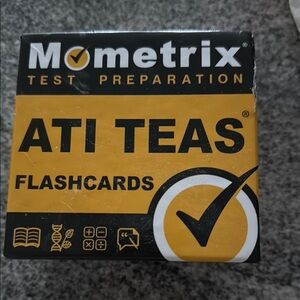 Mometrix®
TEST PREPARATION
ATI TEAS®
FLASHCARDS